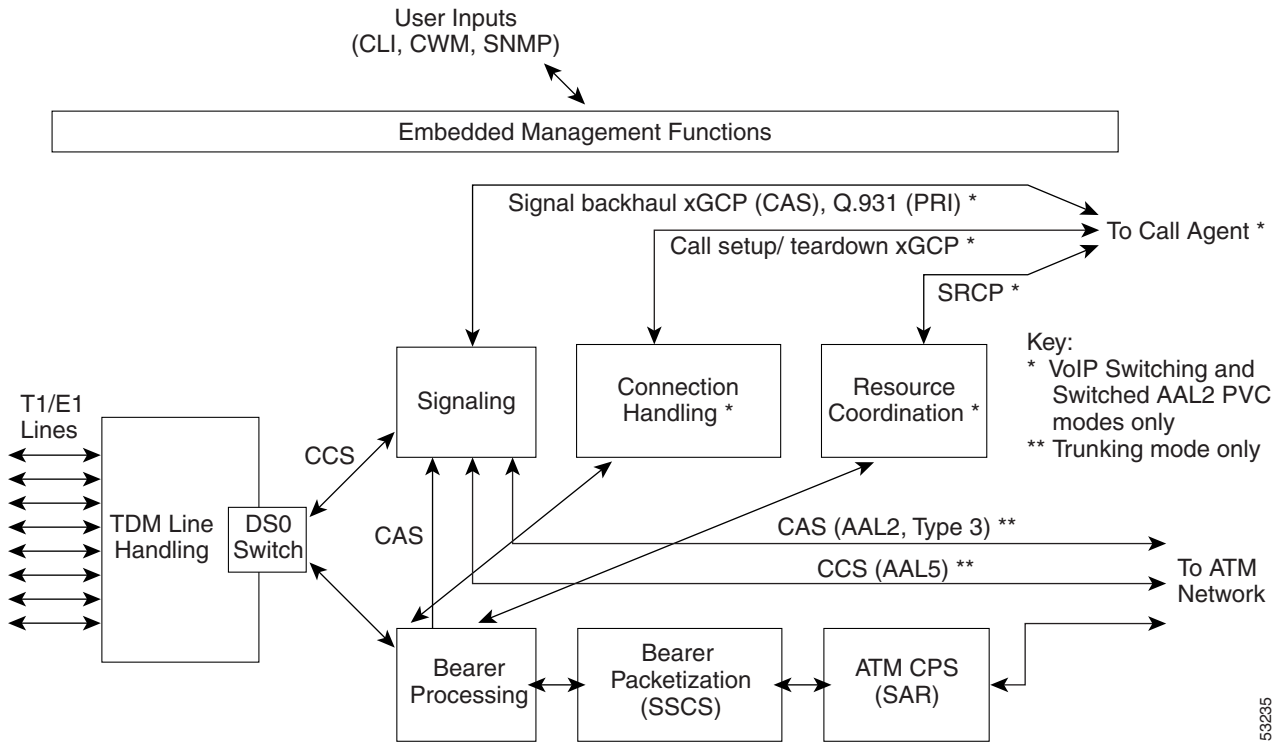 User Inputs
(CLI, CWM, SNMP)
Embedded Management Functions
Signal backhaul xGCP (CAS), Q.931 (PRI) *
To Call Agent *
Call setup/ teardown xGCP *
SRCP *
Key:
* VoIP Switching and
Switched AAL2 PVC
modes only
** Trunking mode only
Signaling
Connection
Handling *
Resource
Coordination *
T1/E1
Lines
CCS
TDM Line
Handling
DS0
Switch
CAS
CAS (AAL2, Type 3) **
CCS (AAL5) **
To ATM
Network
Bearer
Processing
Bearer
Packetization
(SSCS)
ATM CPS
(SAR)
53235